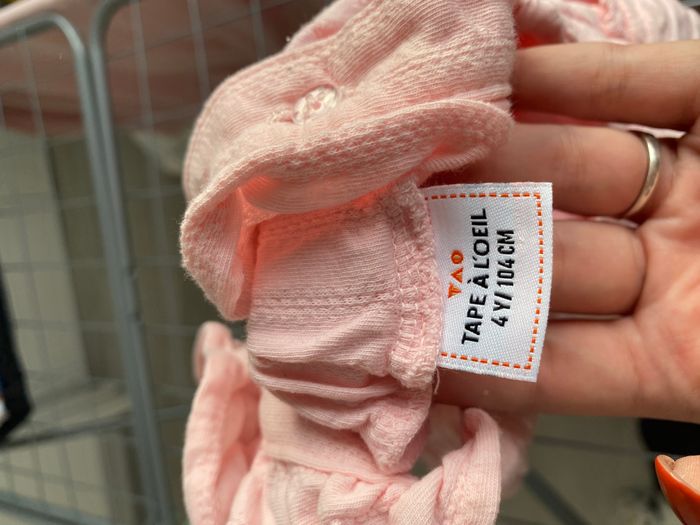 TAO
TAPE À L'OEIL
4 Y/ 104 CM